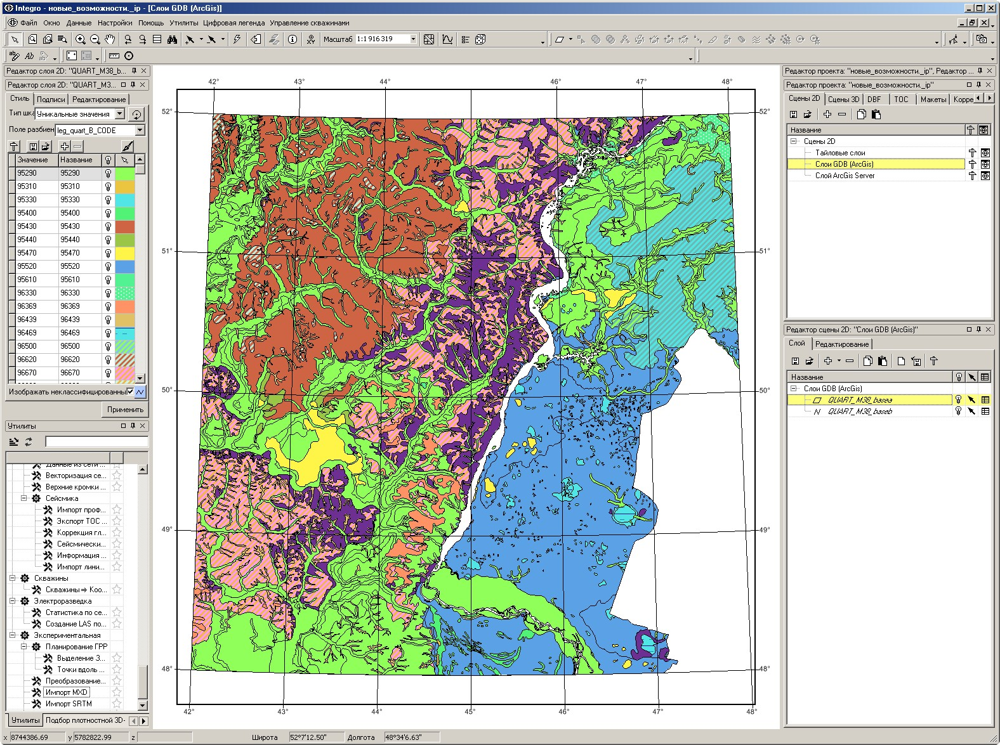 Integro - новые_возможности._ip - [Слои GDB (ArcGis)]
Файл Окно Данные Настройки Помощь Утилиты Цифровая легенда Управление скважинами
Масштаб 1:1 916 319
Ab
Редактор слоя 2D: "QUART_M38_b...
Редактор слоя 2D: "QUART_M3...
Стиль Подписи Редактирование
Тип шка Уникальные значения
Поле разбиен leg_quart_B_CODE
Значение Название
95290 95290
95310 95310
95330 95330
95400 95400
95430 95430
95440 95440
95470 95470
95520 95520
95610 95610
96330 96330
96369 96369
96439 96439
96469 96469
96500 96500
96620 96620
96670 96670
Изображать неклассифицированны
Применить
Утилиты
Данные из сети ...
Векторизация се...
Верхние кромки ...
Сейсмика
Импорт проф...
Экспорт ТОС ...
Коррекция гл...
Сейсмически...
Информация ...
Импорт лини...
Скважины
Скважины ⇒ Коо...
Электроразведка
Статистика по се...
Создание LAS по...
Экспериментальная
Планирование ГРР
Выделение З...
Точки вдоль ...
Преобразование...
Импорт MXD
Импорт SRTM
Утилиты Подбор плотностной 3D-
42° 43° 44° 46° 47° 48°
52° 52°
51° 51°
50° 50°
49° 49°
48° 48°
42° 43° 44° 45° 47° 48°
Редактор проекта: "новые_возможности._ip", Редактор ...
Редактор проекта: "новые_возможности._ip"
Сцены 2D Сцены 3D DBF ТОС Макеты Корре
Название
Сцены 2D
Тайловые слои
Слои GDB (ArcGis)
Слой ArcGis Server
Редактор сцены 2D: "Слои GDB (ArcGis)"
Слой Редактирование
Название
Слои GDB (ArcGis)
QUART_M38_basea
QUART_M38_baseb
x 8744386.69 y 5782822.99 z Широта 52°7'12.50" Долгота 48°34'6.63"